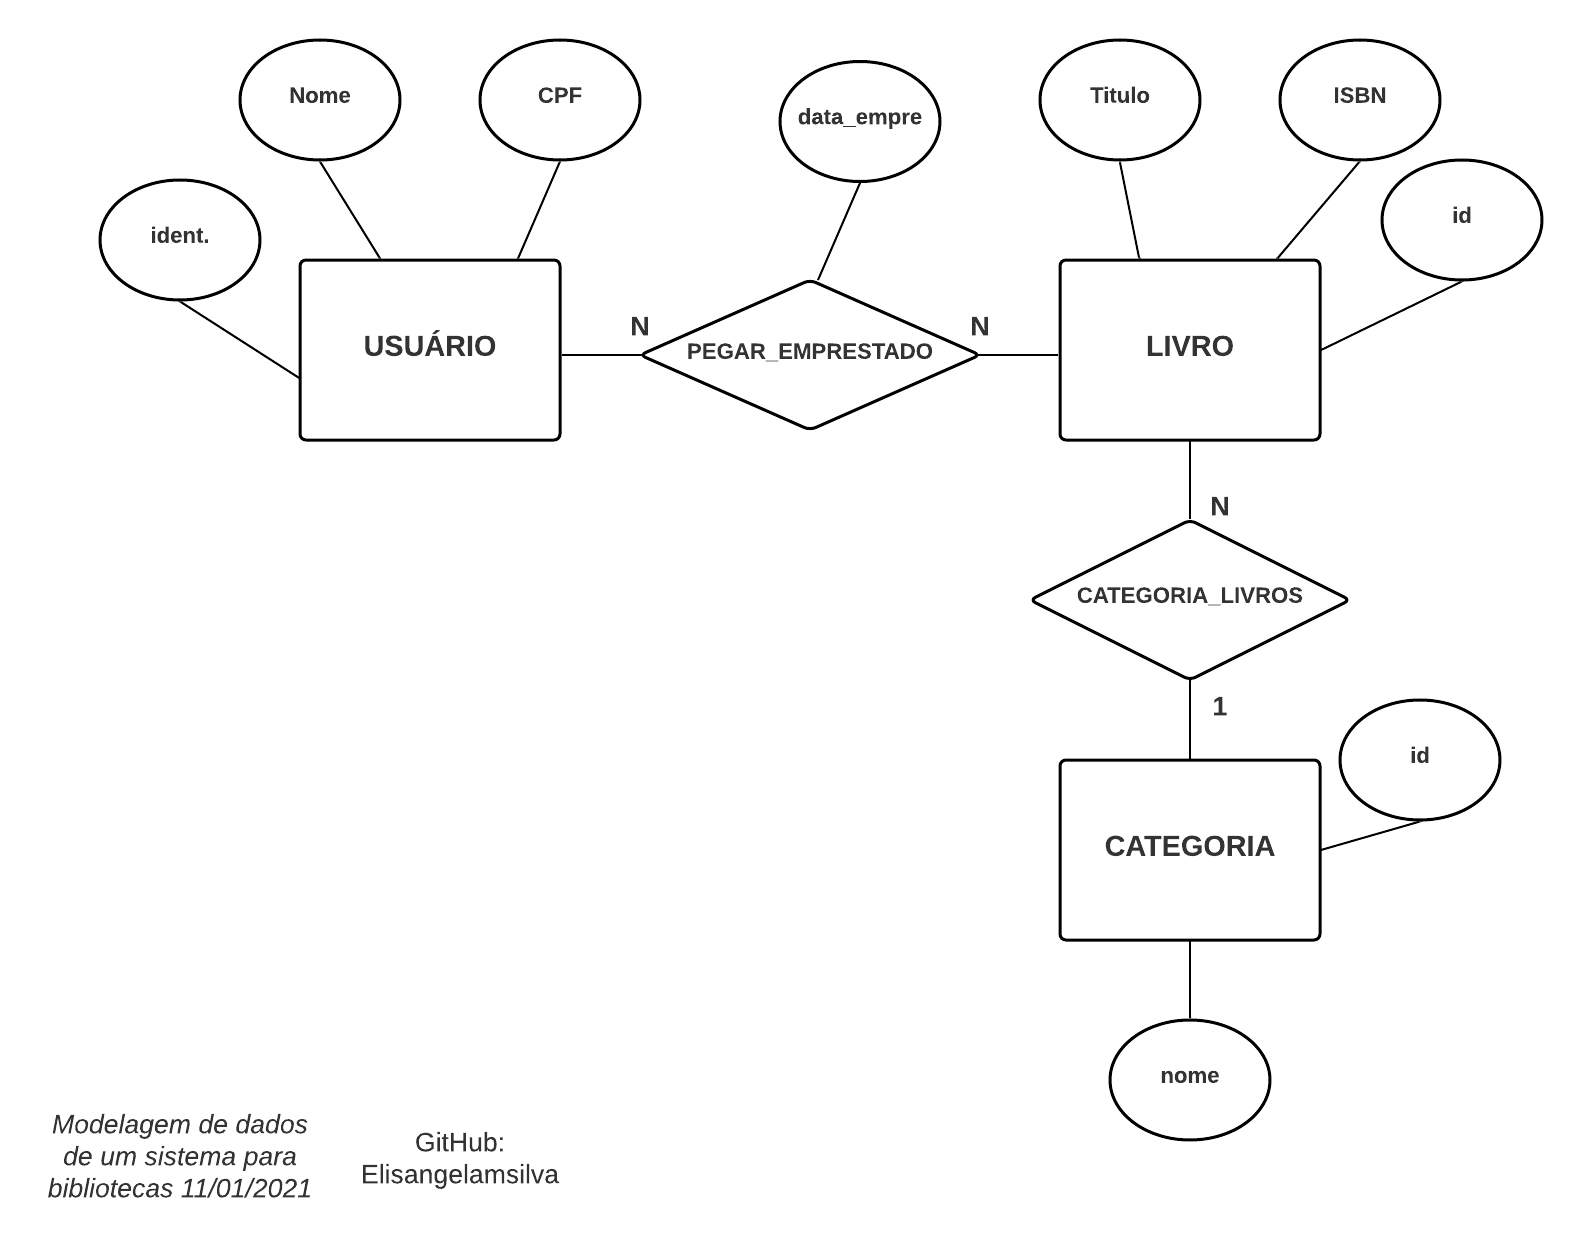 Nome
CPF
data_empre
Titulo
ISBN
ident.
id
USUÁRIO
N
PEGAR_EMPRESTADO
N
LIVRO
N
CATEGORIA_LIVROS
1
id
CATEGORIA
nome
Modelagem de dados
de um sistema para
bibliotecas 11/01/2021
GitHub:
Elisangelamsilva